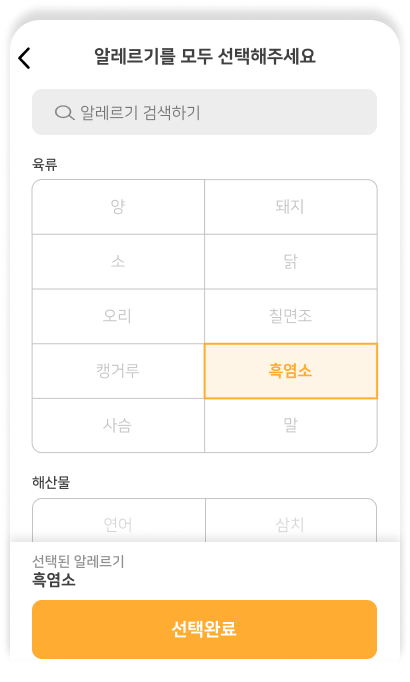 알레르기를 모두 선택해주세요
알레르기 검색하기
육류
양 돼지
소 닭
오리 칠면조
캥거루 흑염소
사슴 말
해산물
연어 삼치
선택된 알레르기
흑염소
선택완료